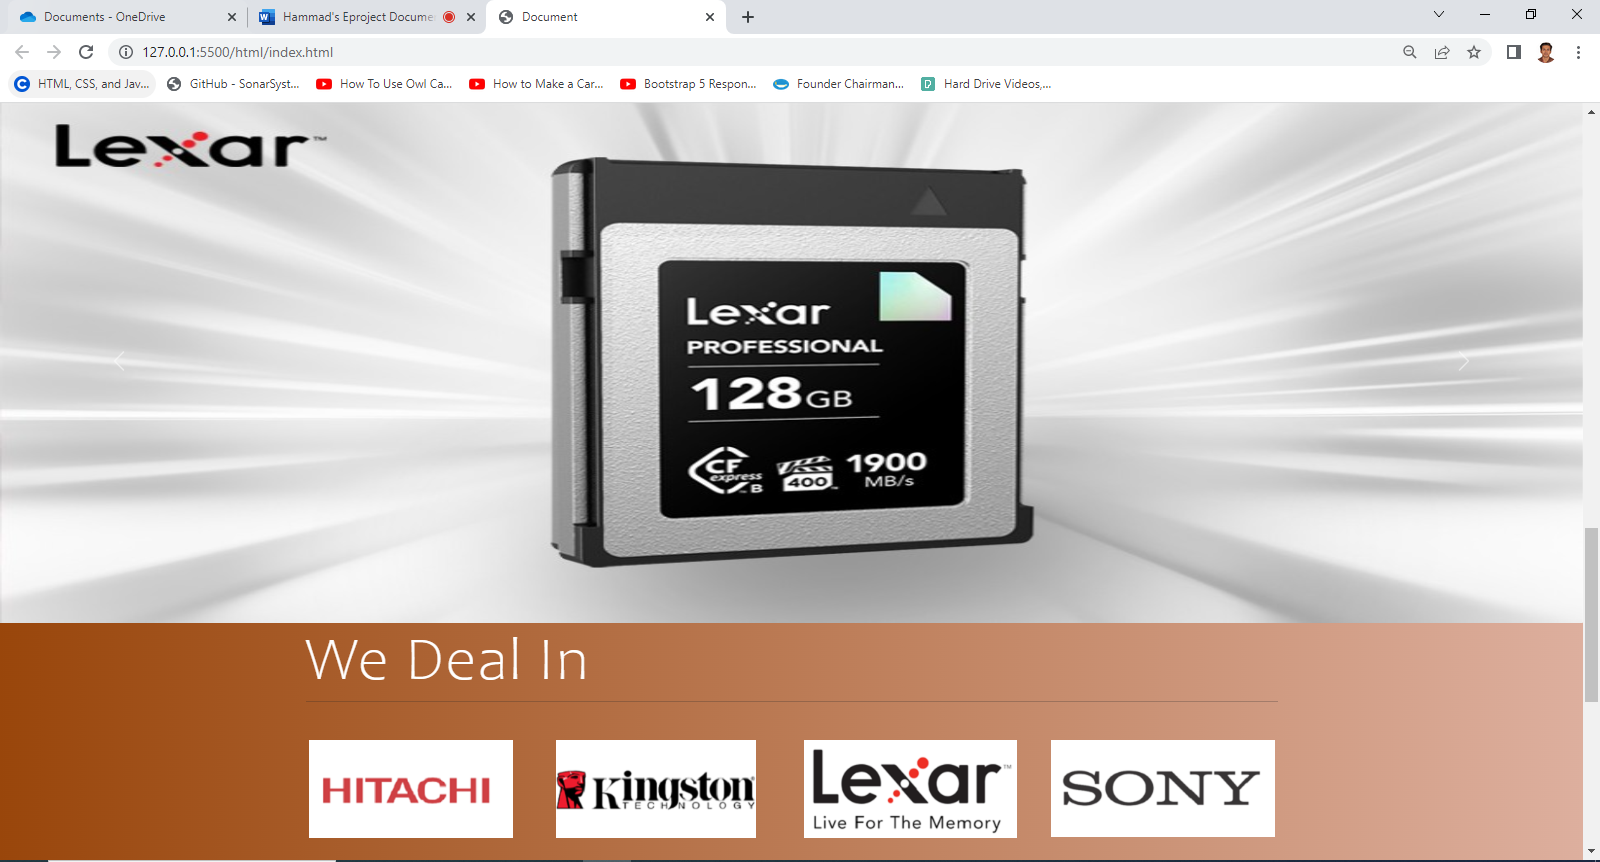 Documents - OneDrive
Hammad's Eproject Docume
Document
127.0.0.1:5500/html/index.html
HTML, CSS, and Jav...
GitHub - SonarSyst...
How To Use Owl Ca...
How to Make a Car...
Bootstrap 5 Respon...
Founder Chairman...
Hard Drive Videos,...
Lexar™
Lexar
PROFESSIONAL
128GB
CF express B
400
1900
MB/s
We Deal In
HITACHI
Kingston
TECHNOLOGY
Lexar™
Live For The Memory
SONY